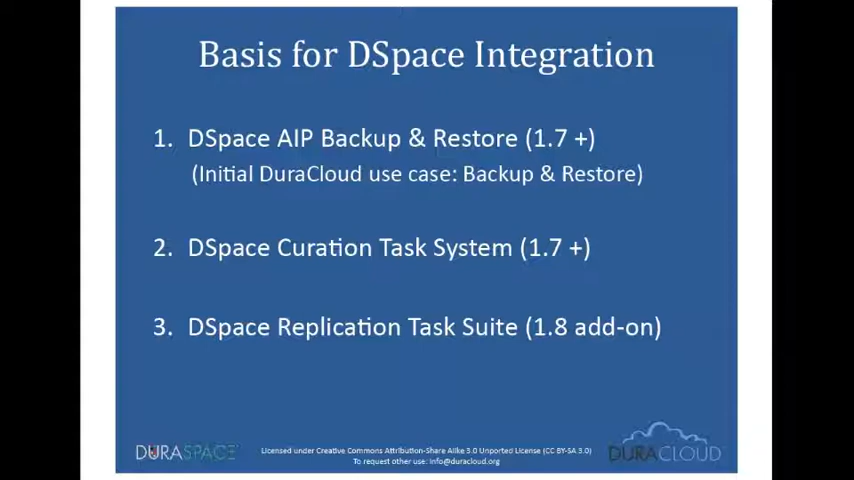 Basis for DSpace Integration
1. DSpace AIP Backup & Restore (1.7 +)
(Initial DuraCloud use case: Backup & Restore)
2. DSpace Curation Task System (1.7 +)
3. DSpace Replication Task Suite (1.8 add-on)
DURASPACE
Licensed under Creative Commons Attribution-Share Alike 3.0 Unported License (CC BY-SA 3.0)
To request other use: info@duracloud.org
DURACLOUD